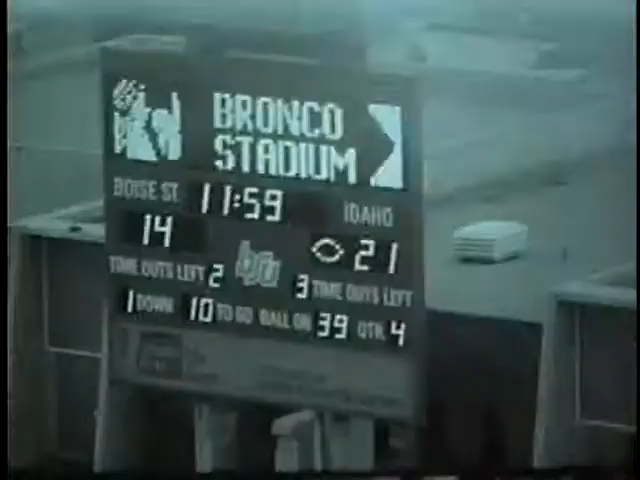 BRONCO
STADIUM
BOISE ST. 11:59 IDAHO
14 21
TIME OUTS LEFT 2 3 TIME OUTS LEFT
1 DOWN 10 TO GO BALL ON 39 QTR. 4